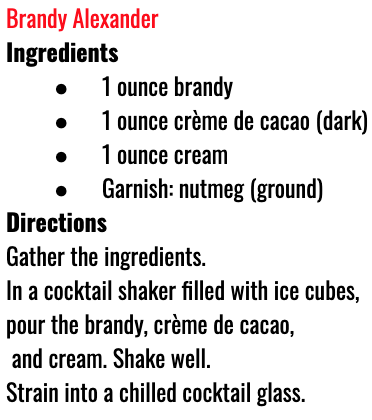 Brandy Alexander
Ingredients
● 1 ounce brandy
● 1 ounce crème de cacao (dark)
● 1 ounce cream
● Garnish: nutmeg (ground)
Directions
Gather the ingredients.
In a cocktail shaker filled with ice cubes,
pour the brandy, crème de cacao,
and cream. Shake well.
Strain into a chilled cocktail glass.